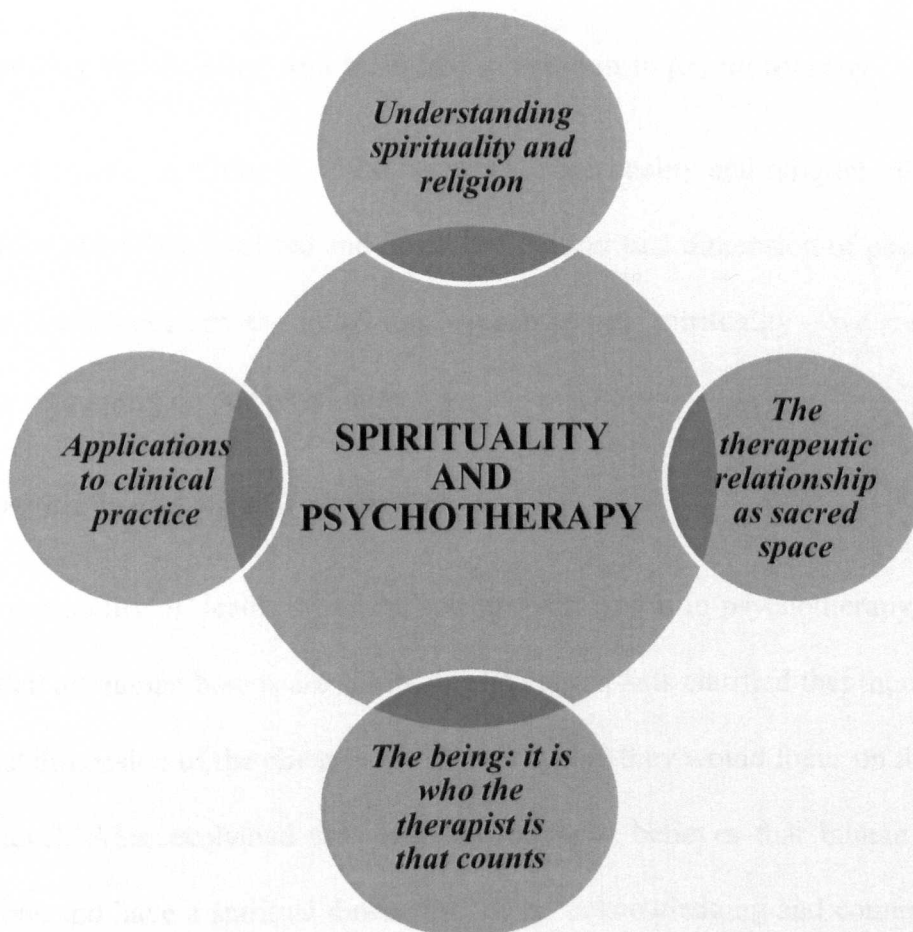 Understanding
spirituality and
religion
Applications
to clinical
practice
SPIRITUALITY
AND
PSYCHOTHERAPY
The
therapeutic
relationship
as sacred
space
The being: it is
who the
therapist is
that counts